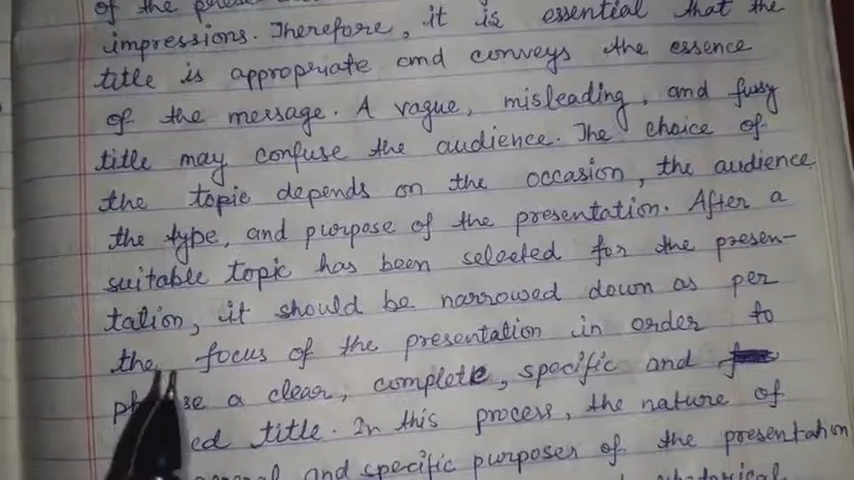 of the
impressions. Therefore, it is essential that the
title is appropriate and conveys the essence
of the message. A vague, misleading, and fussy
title may confuse the audience. The choice of
the topic depends on the occasion, the audience
the type, and purpose of the presentation. After a
suitable topic has been selected for the presen-
tation, it should be narrowed down as per
the focus of the presentation in order to
a clear, complete, specific and
title. In this process, the nature of
and specific purposes of the presentation